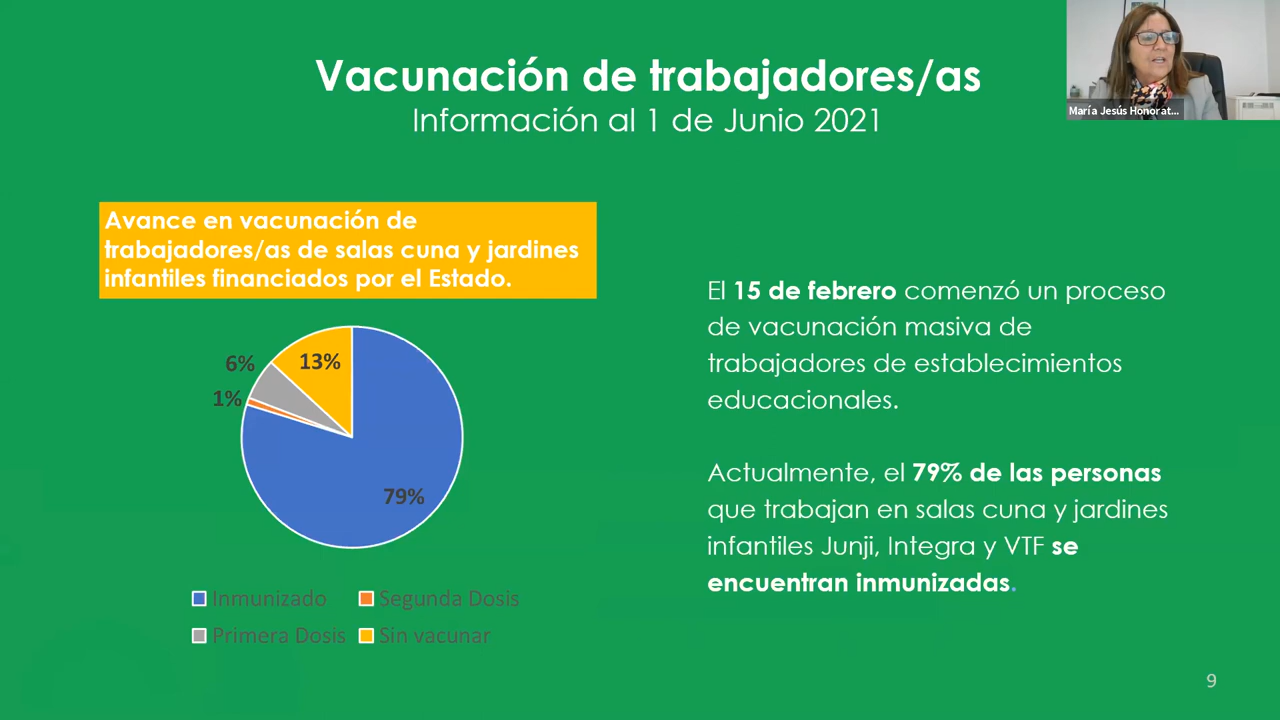 Vacunación de trabajadores/as
Información al 1 de Junio 2021
María Jesús Honorat...
Avance en vacunación de
trabajadores/as de salas cuna y jardines
infantiles financiados por el Estado.
13%
6%
1%
79%
Inmunizado
Segunda Dosis
Primera Dosis
Sin vacunar
El 15 de febrero comenzó un proceso
de vacunación masiva de
trabajadores de establecimientos
educacionales.
Actualmente, el 79% de las personas
que trabajan en salas cuna y jardines
infantiles Junji, Integra y VTF se
encuentran inmunizadas.
9